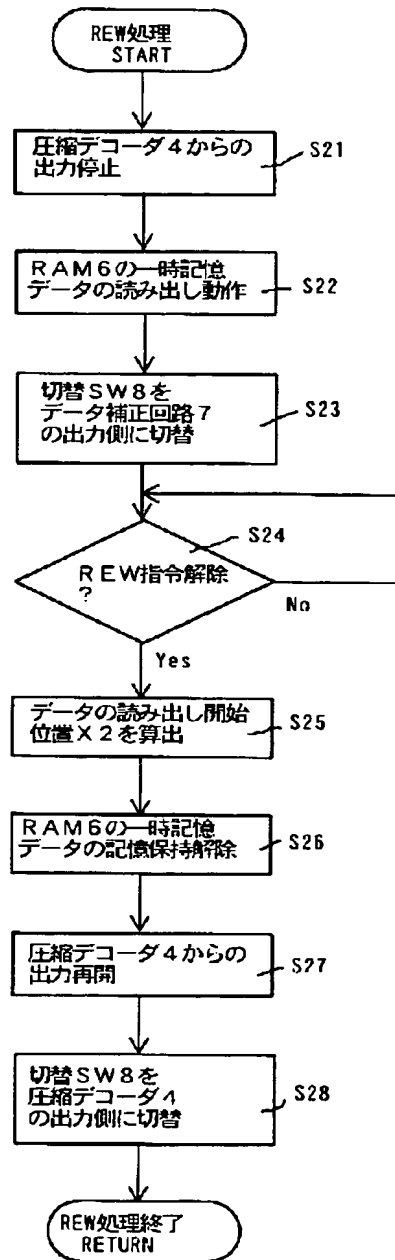 REW処理
START
圧縮デコーダ4からの
出力停止
S21
RAM6の一時記憶
データの読み出し動作
S22
切替SW8を
データ補正回路7
の出力側に切替
S23
S24
REW指令解除
?
No
Yes
データの読み出し開始
位置X2を算出
S25
RAM6の一時記憶
データの記憶保持解除
S26
圧縮デコーダ4からの
出力再開
S27
切替SW8を
圧縮デコーダ4
の出力側に切替
S28
REW処理終了
RETURN